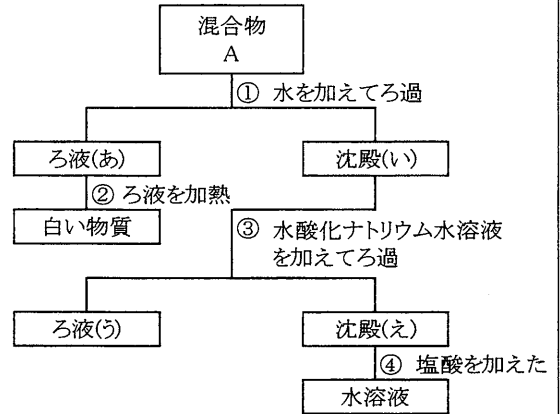 混合物
A
① 水を加えてろ過
ろ液(あ)
沈殿(い)
② ろ液を加熱
白い物質
③ 水酸化ナトリウム水溶液
を加えてろ過
ろ液(う)
沈殿(え)
④ 塩酸を加えた
水溶液